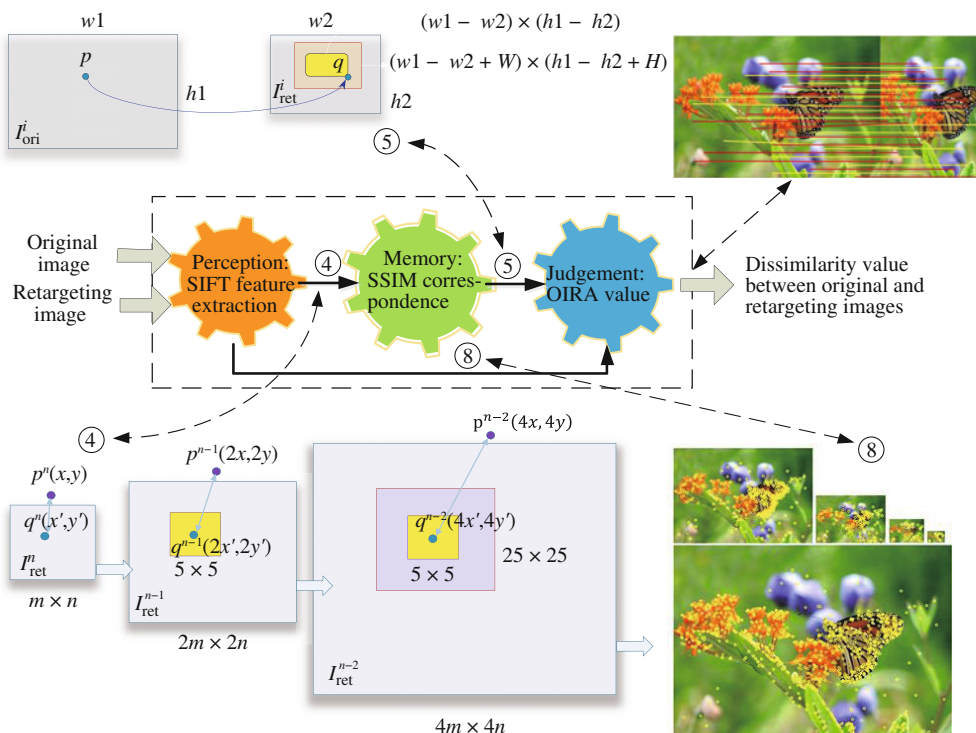 w1
w2
(w1 − w2) × (h1 − h2)
p
q
(w1 − w2 + W) × (h1 − h2 + H)
h1
I^i_ret
h2
I^i_ori
5
Original image
Retargeting image
Perception:
SIFT feature
extraction
4
Memory:
SSIM corres-
pondence
5
Judgement:
OIRA value
Dissimilarity value
between original and
retargeting images
8
4
8
p^n(x,y)
q^n(x′,y′)
I^n_ret
m × n
p^{n−1}(2x,2y)
q^{n−1}(2x′,2y′)
5 × 5
I^{n−1}_ret
2m × 2n
p^{n−2}(4x,4y)
q^{n−2}(4x′,4y′)
5 × 5
25 × 25
I^{n−2}_ret
4m × 4n